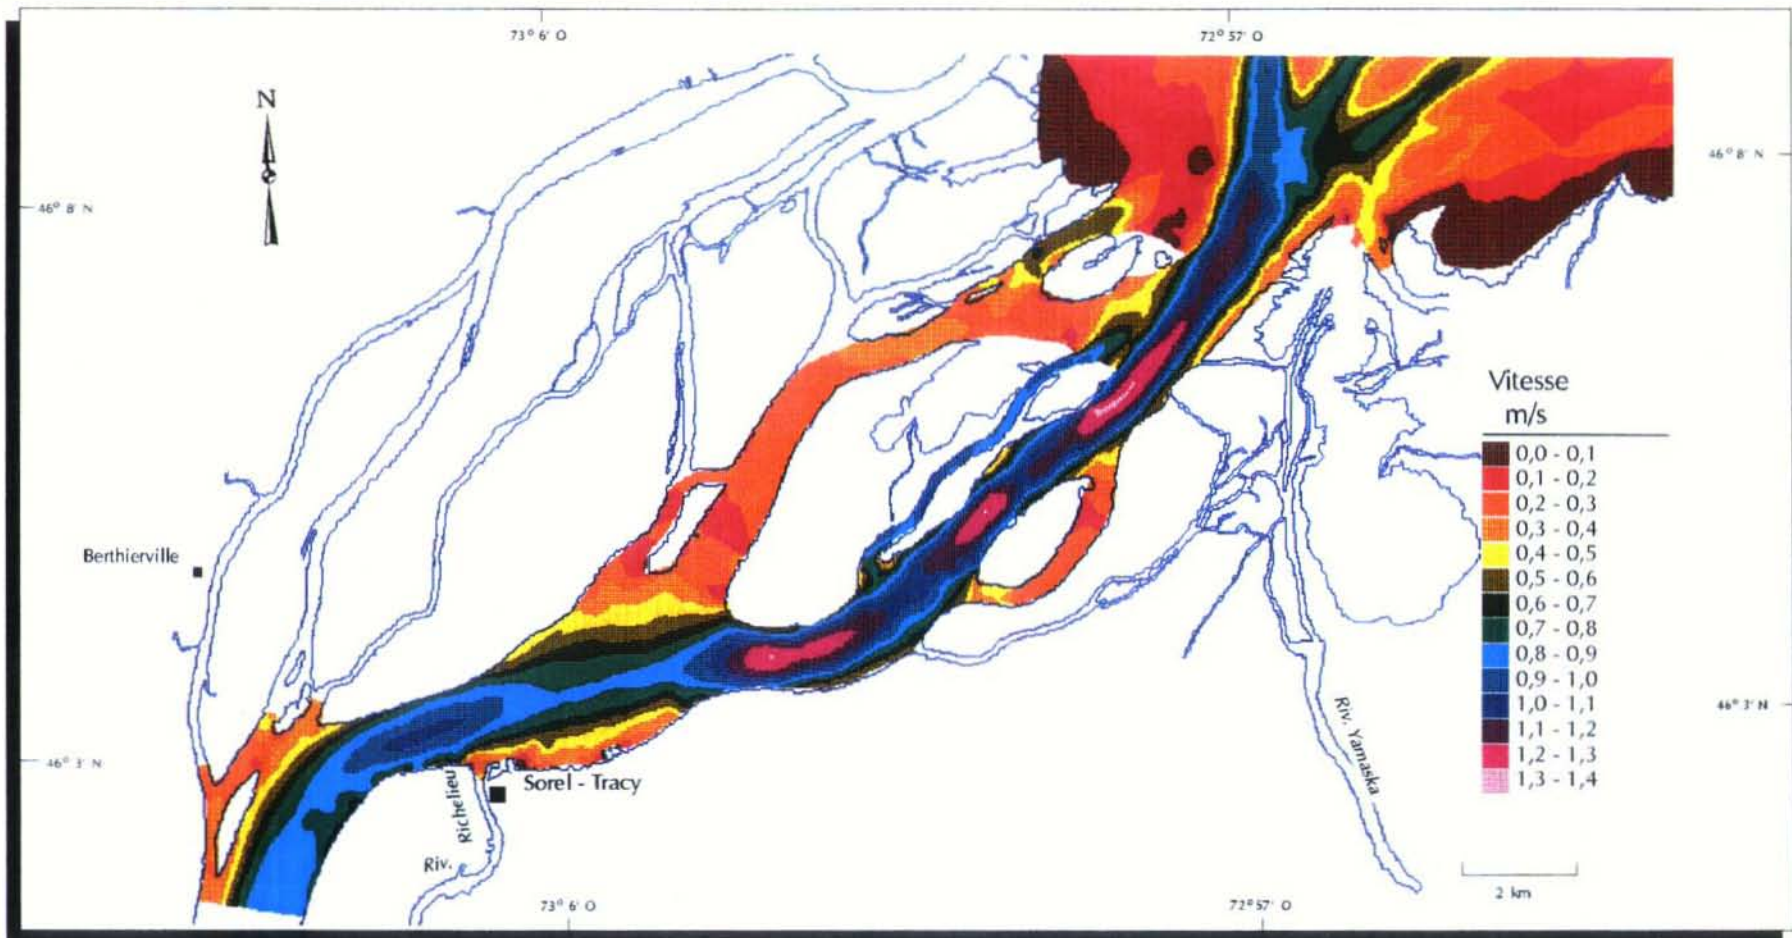 73° 6' O
72° 57' O
N
46° 8' N
46° 8' N
Vitesse
m/s
0,0 - 0,1
0,1 - 0,2
0,2 - 0,3
0,3 - 0,4
0,4 - 0,5
0,5 - 0,6
0,6 - 0,7
0,7 - 0,8
0,8 - 0,9
0,9 - 1,0
1,0 - 1,1
1,1 - 1,2
1,2 - 1,3
1,3 - 1,4
Berthierville
46° 3' N
46° 3' N
Sorel - Tracy
Riv. Richelieu
Riv. Yamaska
2 km
73° 6' O
72° 57' O